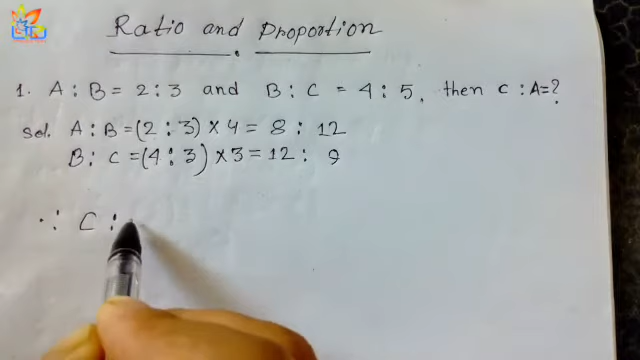 Ratio and Proportion
1. A : B = 2 : 3 and B : C = 4 : 5, then C : A = ?
Sol. A : B = (2 : 3) × 4 = 8 : 12
B : C = (4 : 3) × 3 = 12 : 9
∵ C :